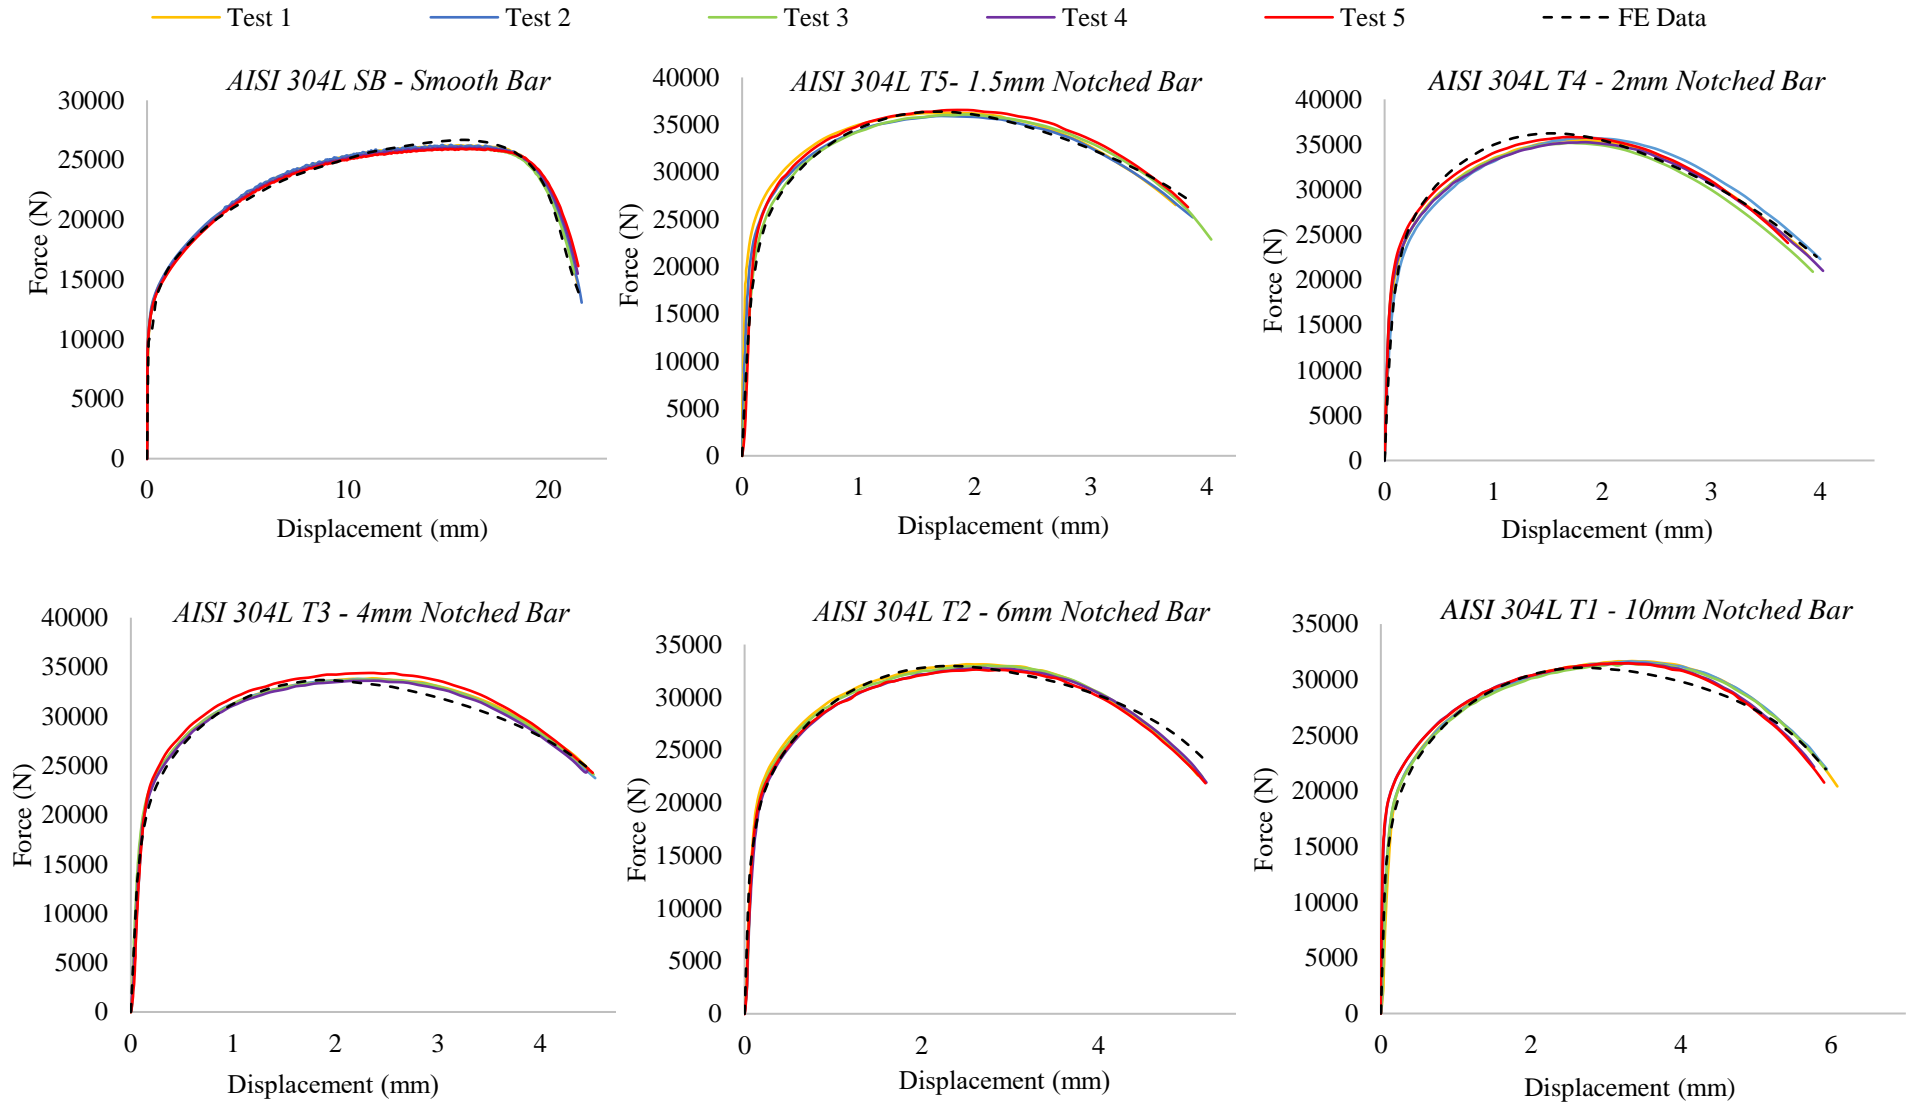 Test 1 Test 2 Test 3 Test 4 Test 5 FE Data
AISI 304L SB - Smooth Bar
30000
25000
20000
15000
10000
5000
0
0 10 20
Force (N)
Displacement (mm)
AISI 304L T5- 1.5mm Notched Bar
40000
35000
30000
25000
20000
15000
10000
5000
0
0 1 2 3 4
Force (N)
Displacement (mm)
AISI 304L T4 - 2mm Notched Bar
40000
35000
30000
25000
20000
15000
10000
5000
0
0 1 2 3 4
Force (N)
Displacement (mm)
AISI 304L T3 - 4mm Notched Bar
40000
35000
30000
25000
20000
15000
10000
5000
0
0 1 2 3 4
Force (N)
Displacement (mm)
AISI 304L T2 - 6mm Notched Bar
35000
30000
25000
20000
15000
10000
5000
0
0 2 4
Force (N)
Displacement (mm)
AISI 304L T1 - 10mm Notched Bar
35000
30000
25000
20000
15000
10000
5000
0
0 2 4 6
Force (N)
Displacement (mm)